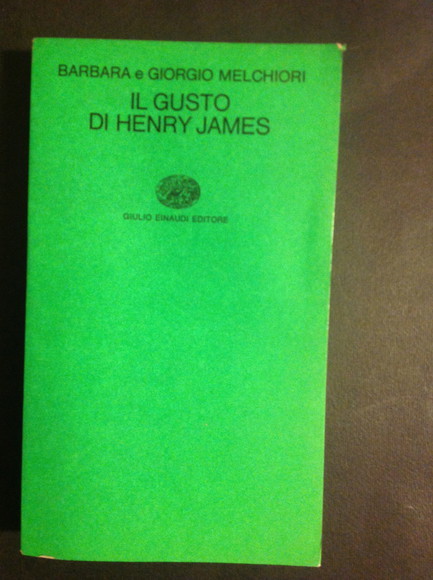 BARBARA e GIORGIO MELCHIORI
IL GUSTO
DI HENRY JAMES
GIULIO EINAUDI EDITORE